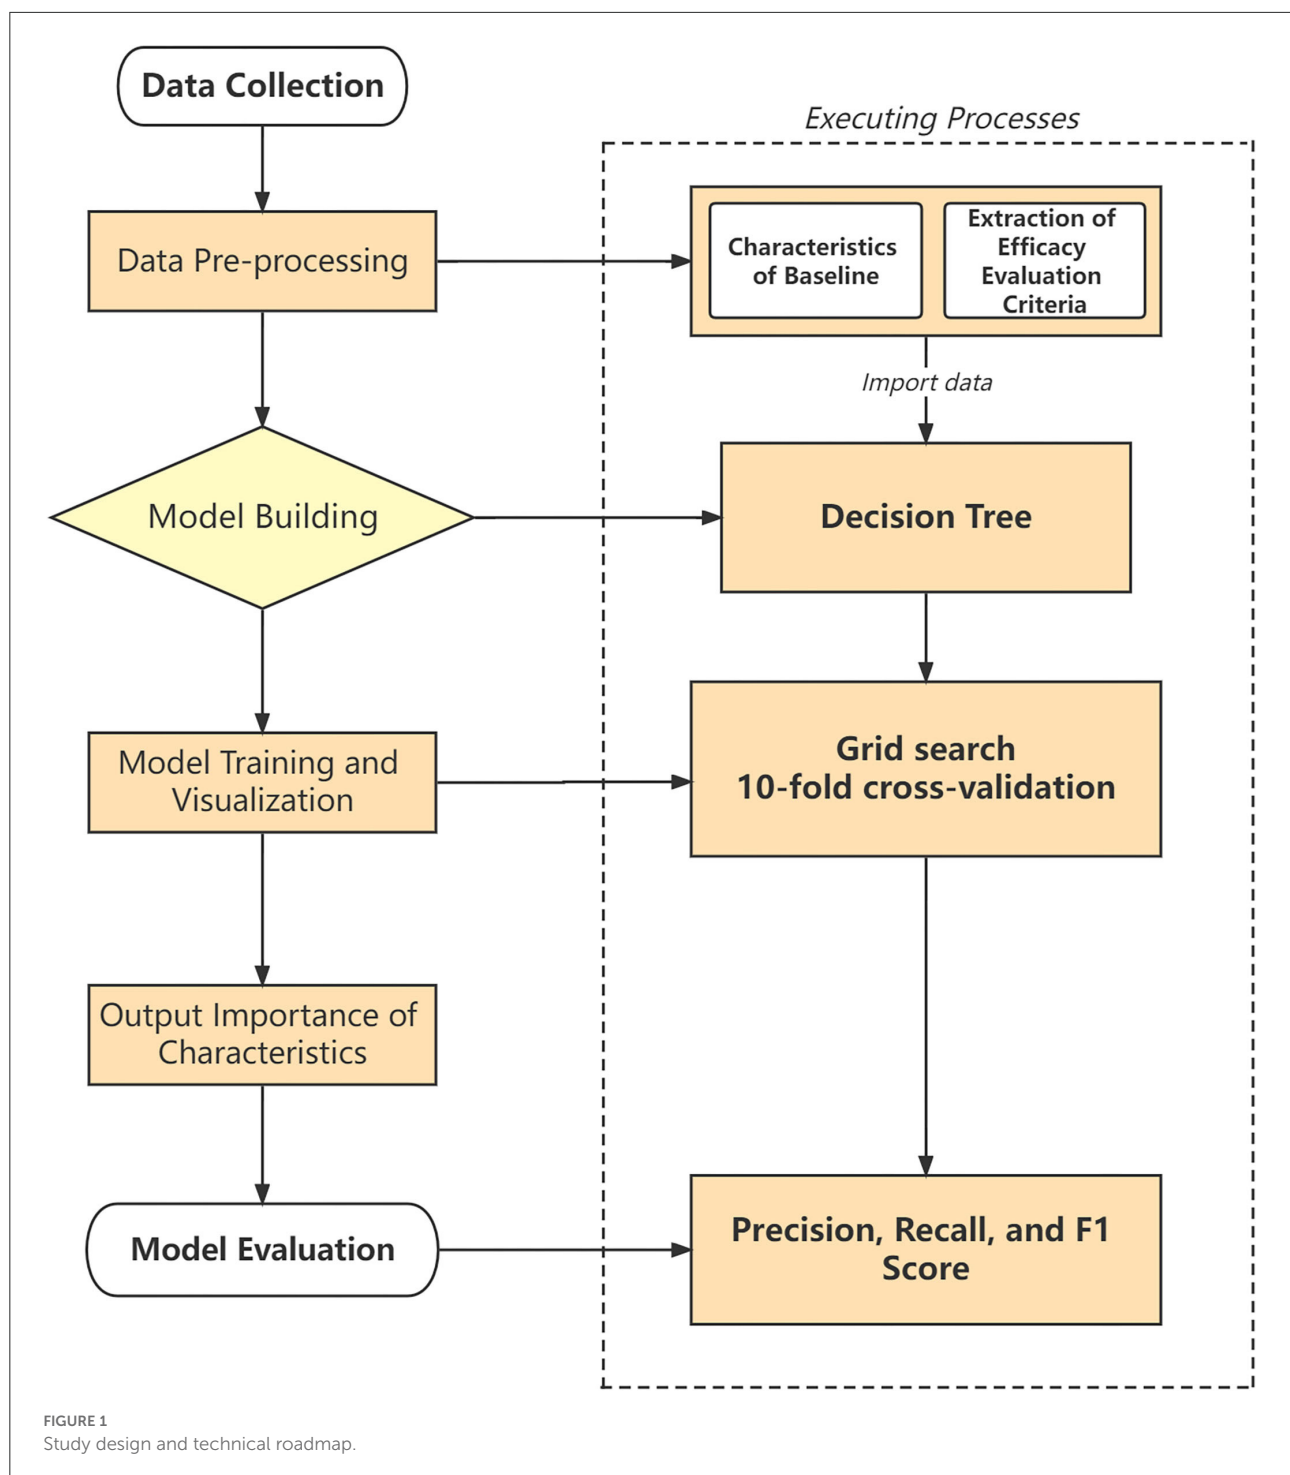 Data Collection
Executing Processes
Data Pre-processing
Characteristics
of Baseline
Extraction of
Efficacy
Evaluation
Criteria
Import data
Model Building
Decision Tree
Model Training and
Visualization
Grid search
10-fold cross-validation
Output Importance of
Characteristics
Model Evaluation
Precision, Recall, and F1
Score
FIGURE 1
Study design and technical roadmap.